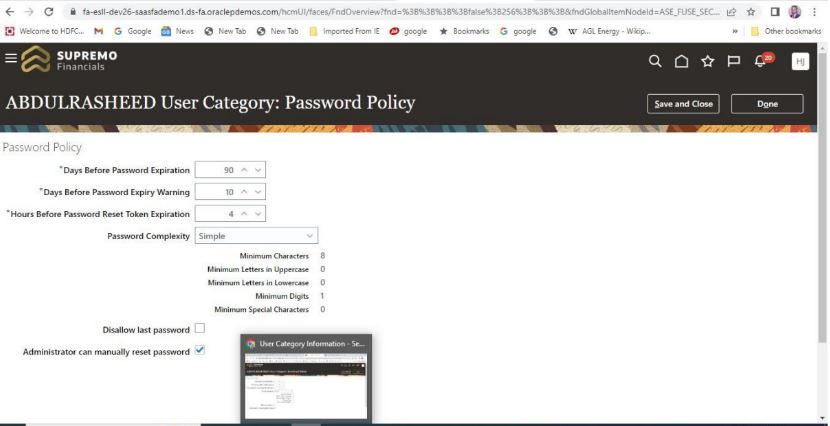 fa-esll-dev26-saasfademo1.ds-fa.oraclepdemos.com/hcmUI/faces/FndOverview?fnd=%3B%3B%3B%3Bfalse%3B256%3B%3B%3B&fndGlobalItemNodeId=ASE_FUSE_SEC...
Welcome to HDFC... Google News New Tab New Tab Imported From IE google Bookmarks google W AGL Energy - Wikip... » Other bookmarks
SUPREMO
Financials
20
HJ
ABDULRASHEED User Category: Password Policy
Save and Close
Done
Password Policy
*Days Before Password Expiration 90
*Days Before Password Expiry Warning 10
*Hours Before Password Reset Token Expiration 4
Password Complexity Simple
Minimum Characters 8
Minimum Letters in Uppercase 0
Minimum Letters in Lowercase 0
Minimum Digits 1
Minimum Special Characters 0
Disallow last password
Administrator can manually reset password
User Category Information - Se...